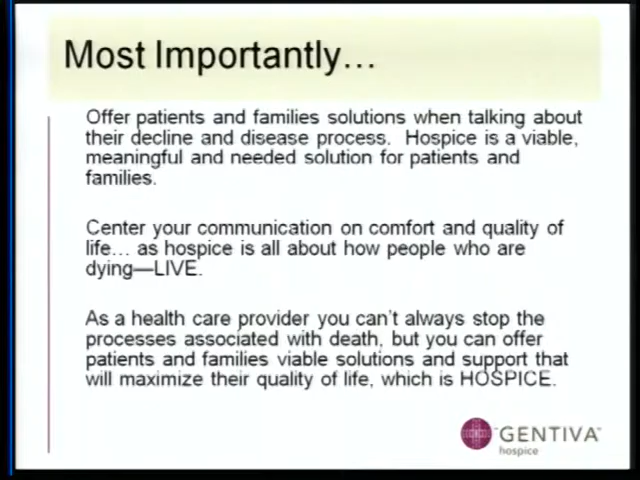 Most Importantly…
Offer patients and families solutions when talking about
their decline and disease process.  Hospice is a viable,
meaningful and needed solution for patients and
families.
Center your communication on comfort and quality of
life… as hospice is all about how people who are
dying—LIVE.
As a health care provider you can't always stop the
processes associated with death, but you can offer
patients and families viable solutions and support that
will maximize their quality of life, which is HOSPICE.
GENTIVA
hospice